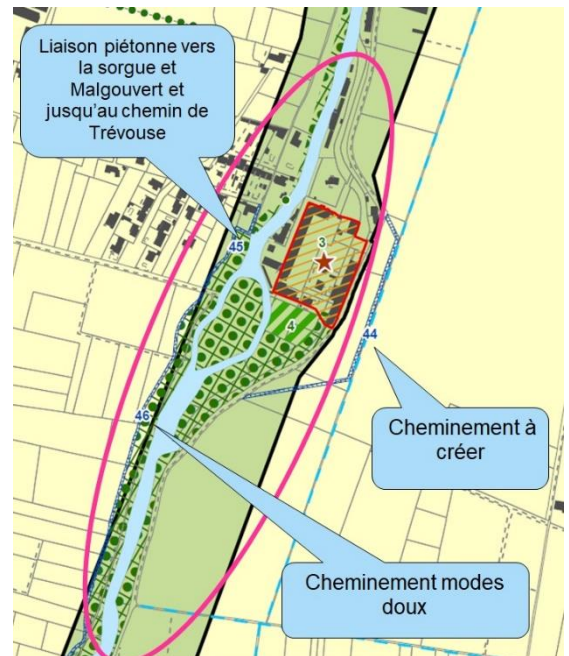 Liaison piétonne vers
la sorgue et
Malgouvert et
jusqu'au chemin de
Trévouse
45
3
4
44
46
Cheminement à
créer
Cheminement modes
doux